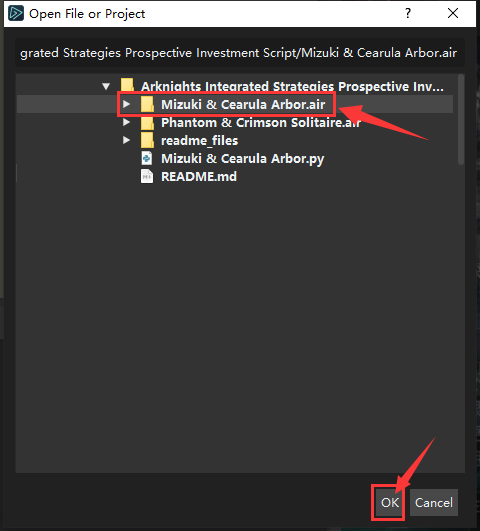 Open File or Project
?
grated Strategies Prospective Investment Script/Mizuki & Cearula Arbor.air
Arknights Integrated Strategies Prospective Inv...
Mizuki & Cearula Arbor.air
Phantom & Crimson Solitaire.air
readme_files
Mizuki & Cearula Arbor.py
README.md
OK Cancel